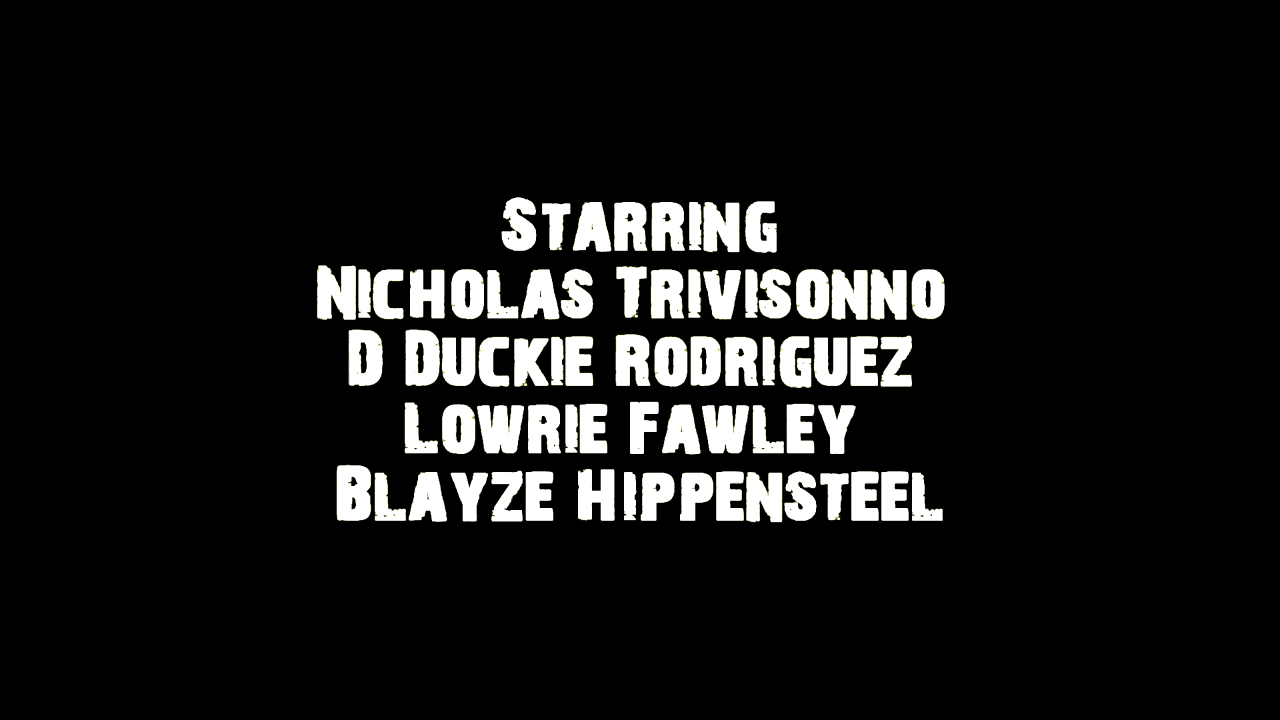 Starring
Nicholas Trivisonno
D Duckie Rodriguez
Lowrie Fawley
Blayze Hippensteel